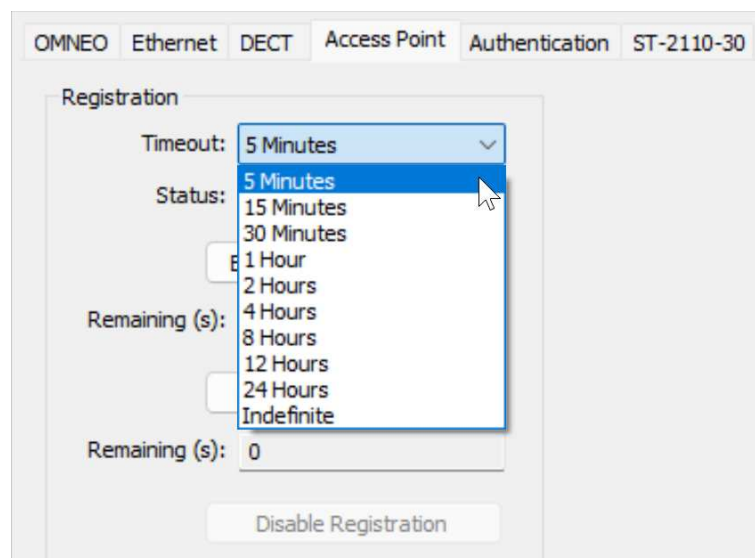 OMNEO Ethernet DECT Access Point Authentication ST-2110-30
Registration
Timeout: 5 Minutes
5 Minutes
Status:
15 Minutes
30 Minutes
1 Hour
2 Hours
4 Hours
Remaining (s):
8 Hours
12 Hours
24 Hours
Indefinite
Remaining (s): 0
Disable Registration